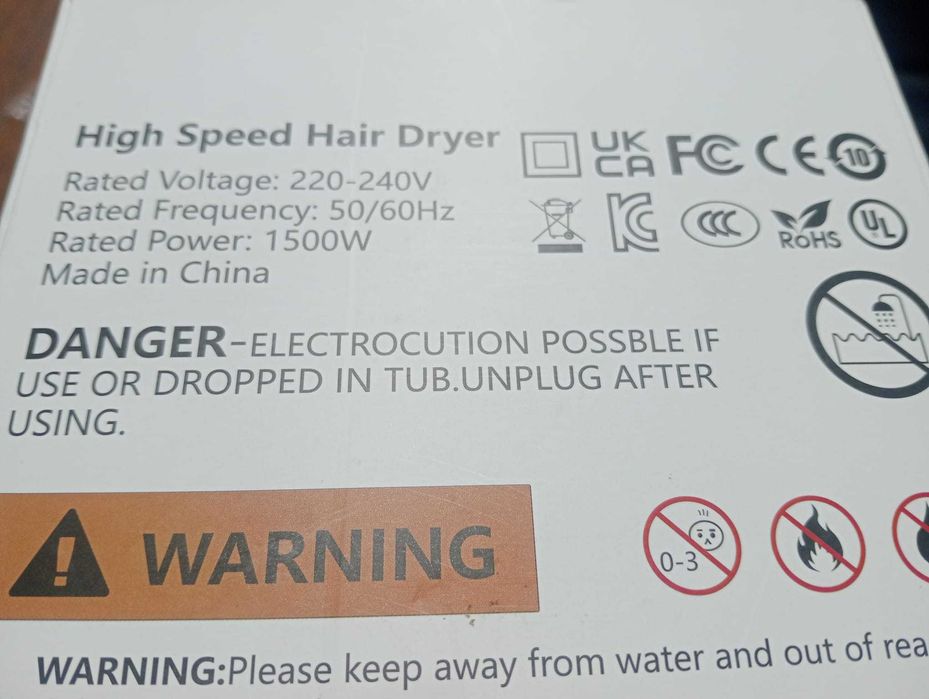 High Speed Hair Dryer
Rated Voltage: 220-240V
Rated Frequency: 50/60Hz
Rated Power: 1500W
Made in China
UK
CA
FC
CE
10
KC
CCC
RoHS
UL
DANGER-ELECTROCUTION POSSBLE IF
USE OR DROPPED IN TUB.UNPLUG AFTER
USING.
WARNING
0-3
WARNING:Please keep away from water and out of rea